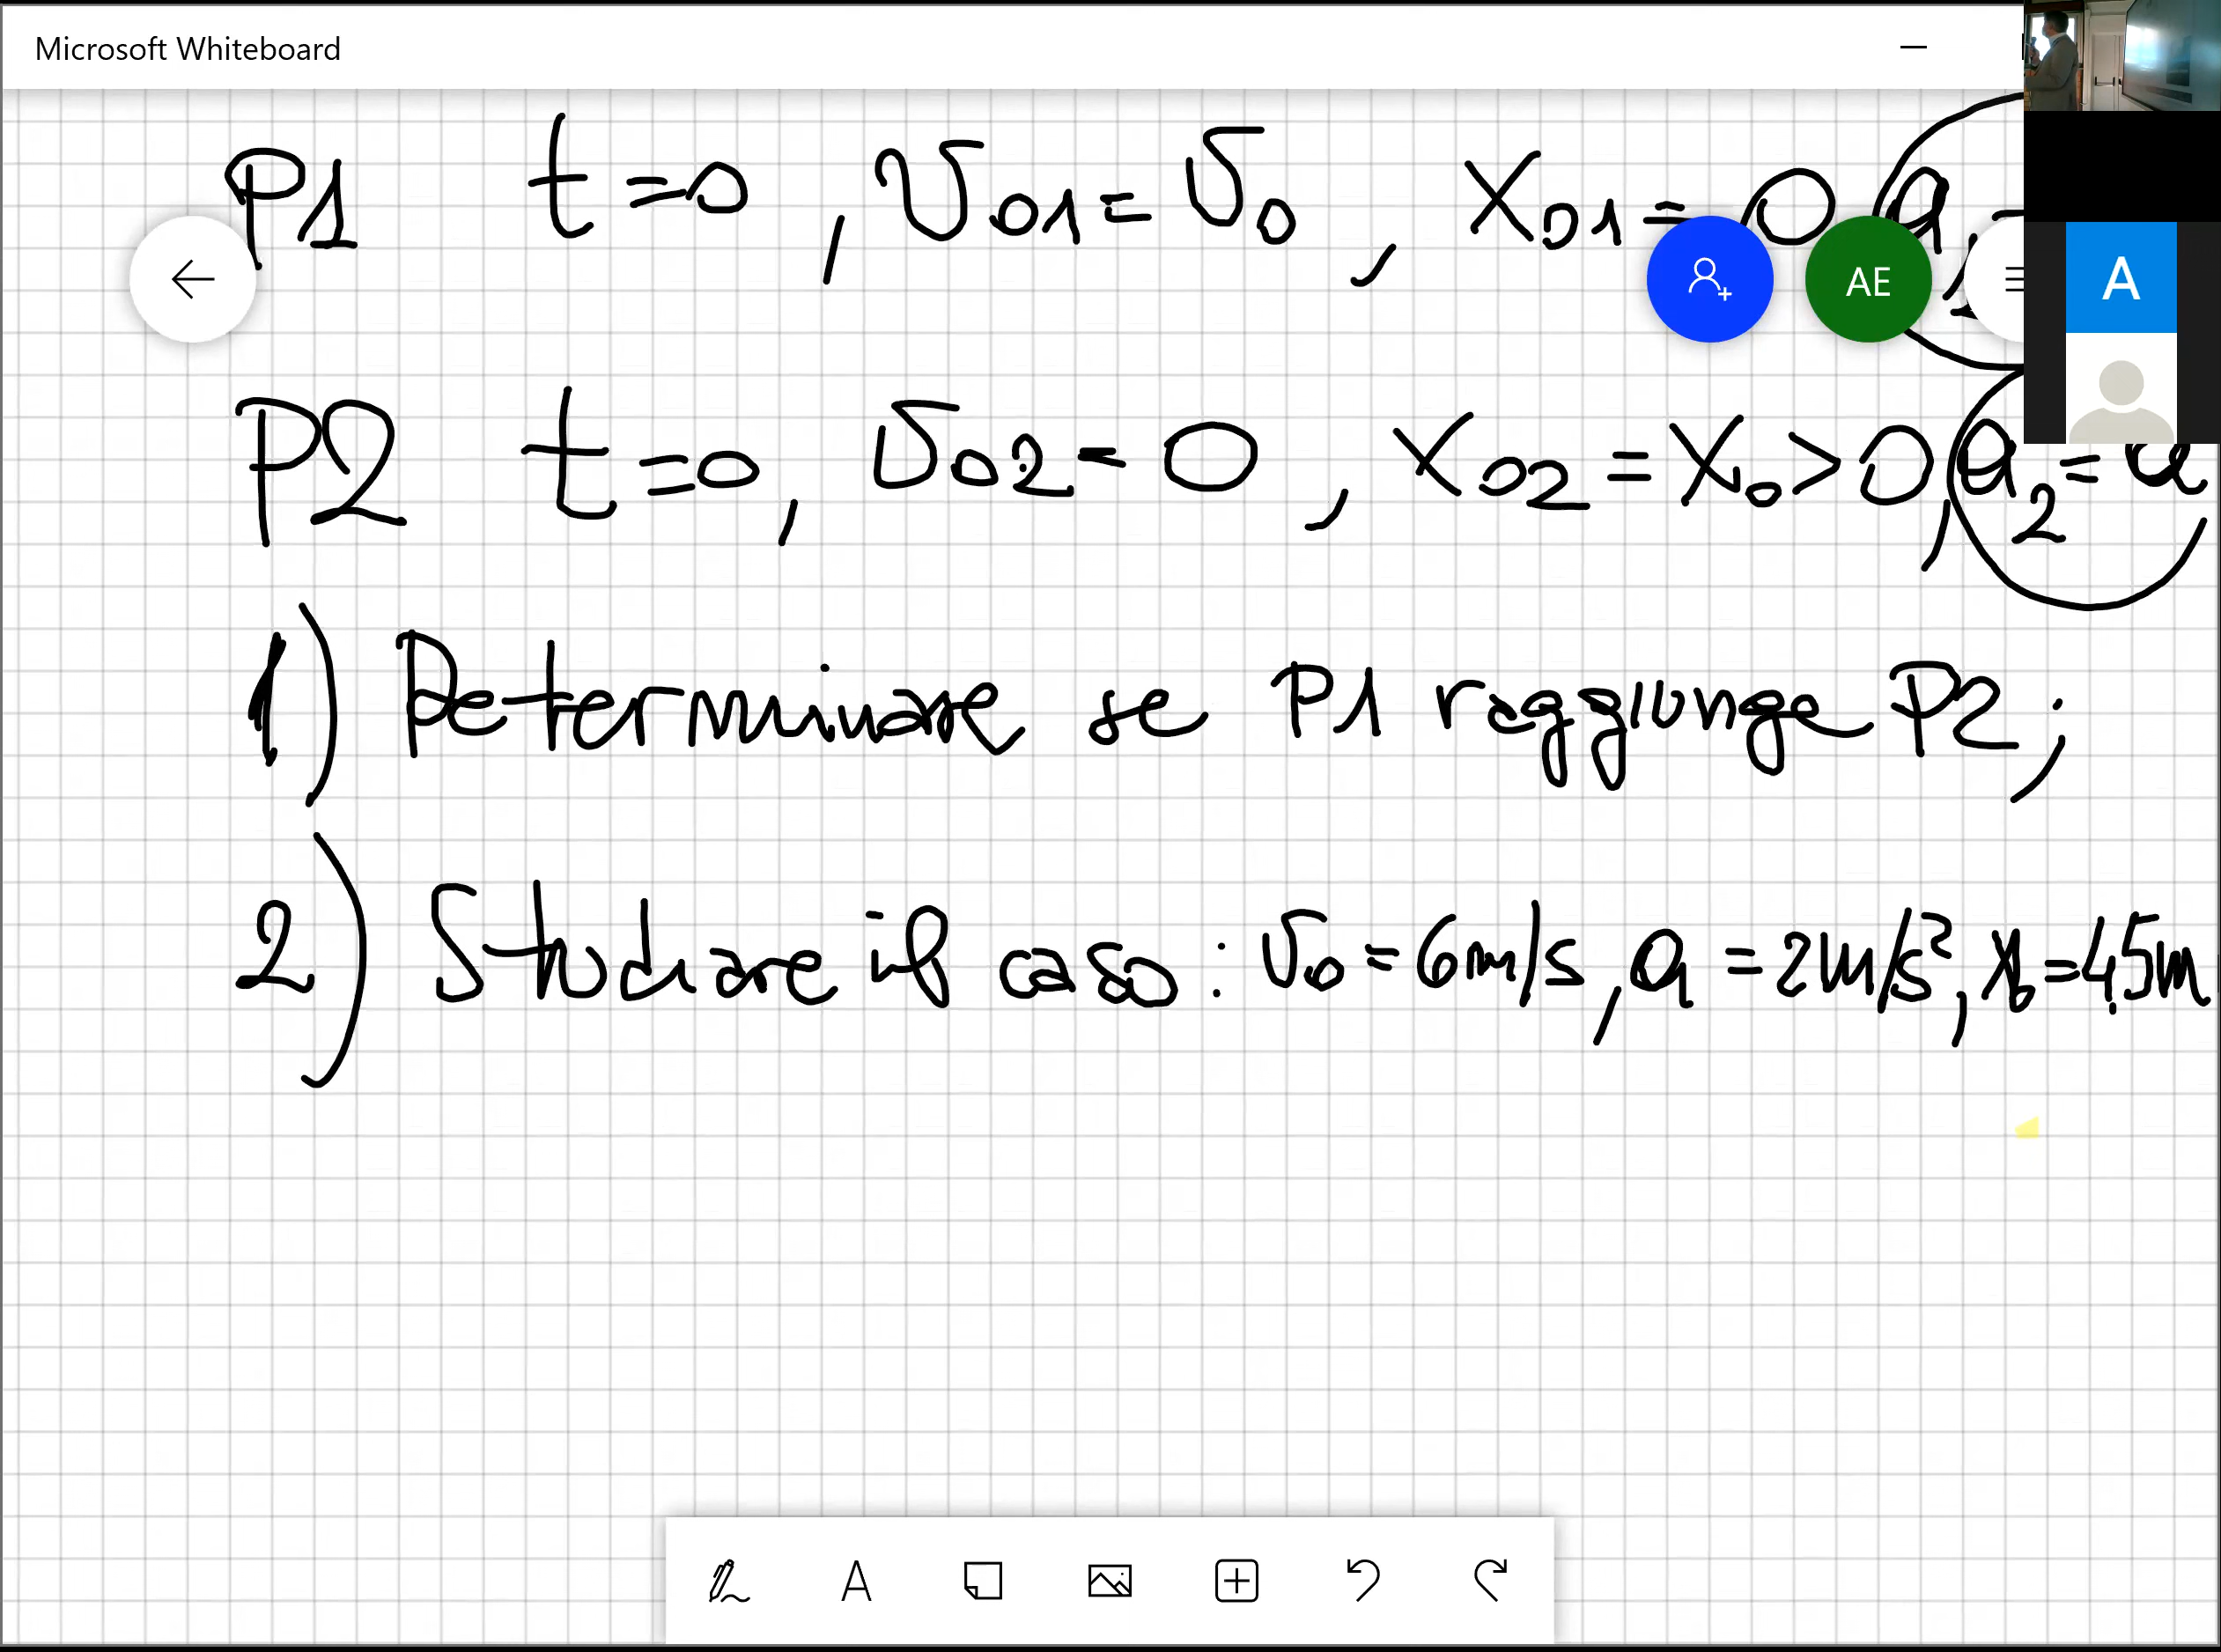 Microsoft Whiteboard
P1 t=0, v01 = v0, x01 = 0 a1 =
AE
A
P2 t=0, v02 = 0, x02 = x0 > 0, a2 = a
1) Determinare se P1 raggiunge P2;
2) Studiare il caso: v0 = 6m/s, a = 2m/s², x0 = 4,5m
A